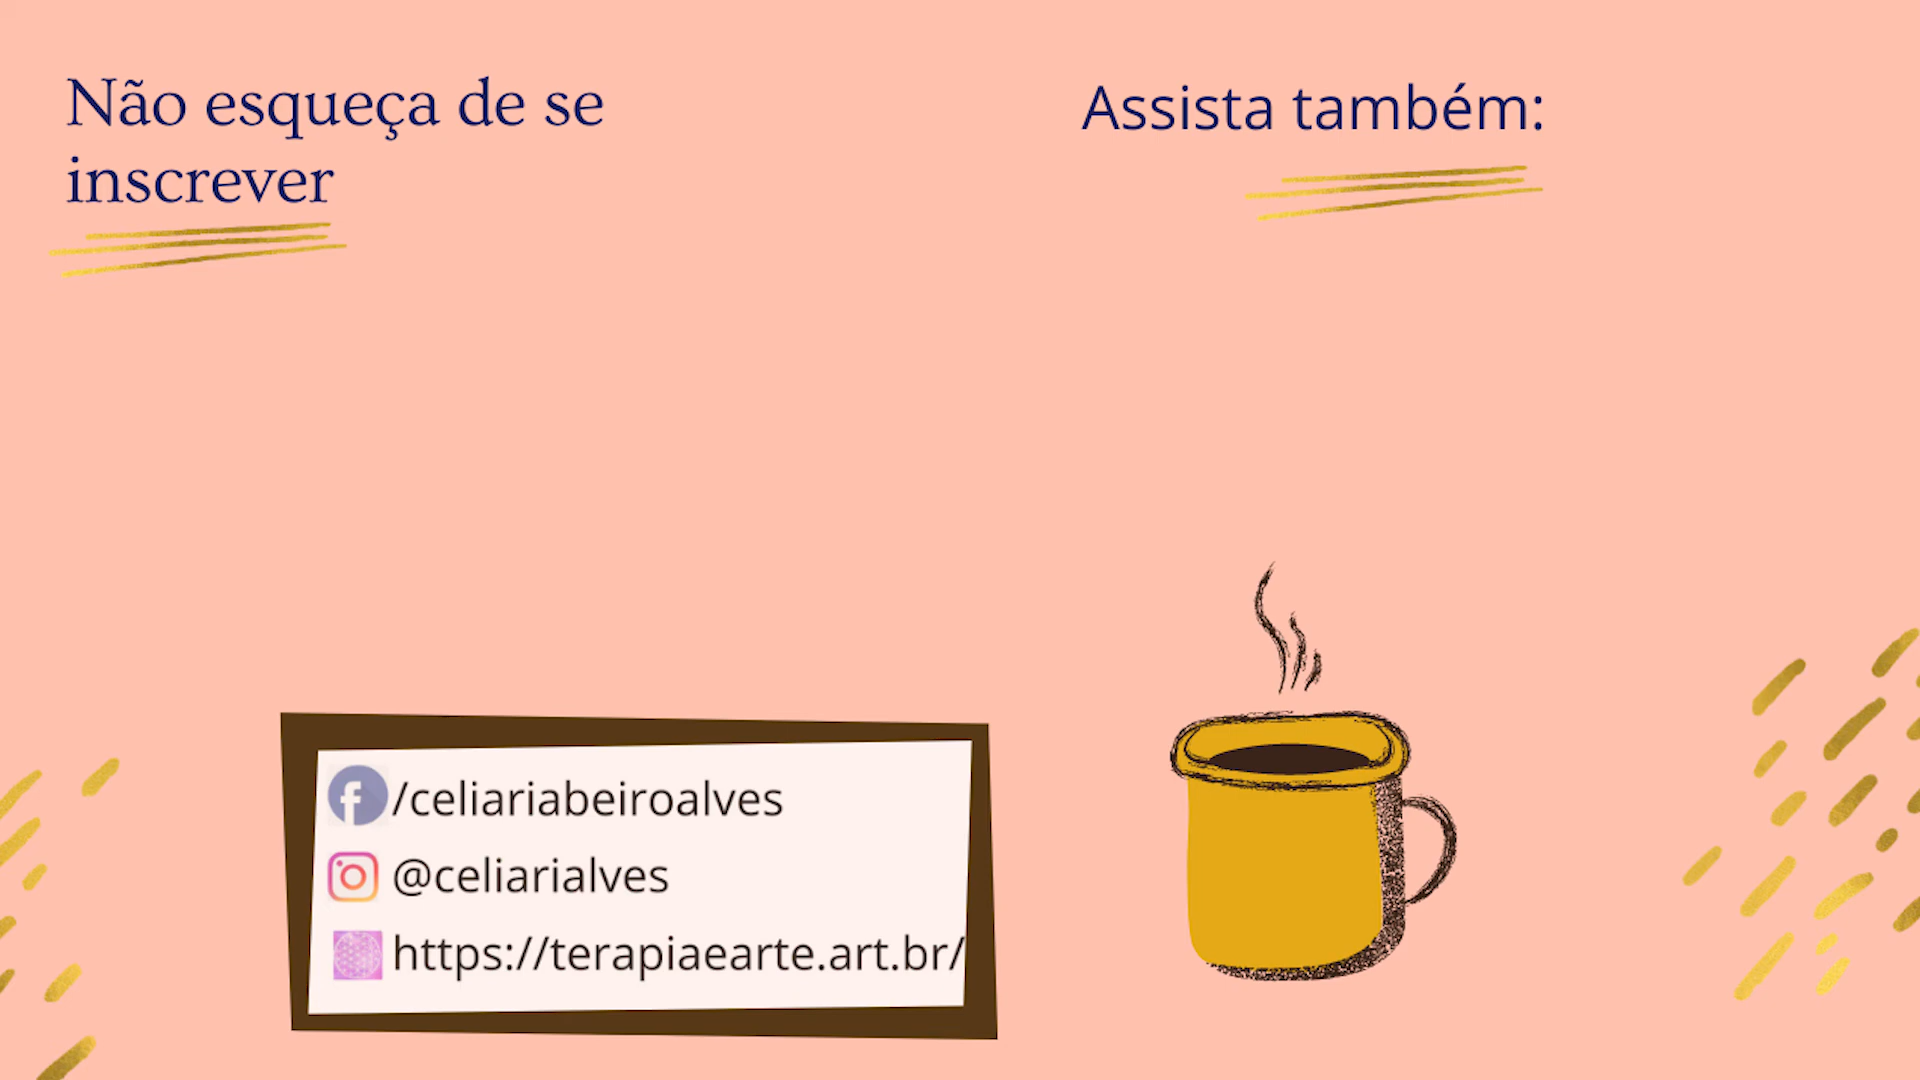 Não esqueça de se
inscrever
Assista também:
/celiariabeiroalves
@celiarialves
https://terapiaearte.art.br/